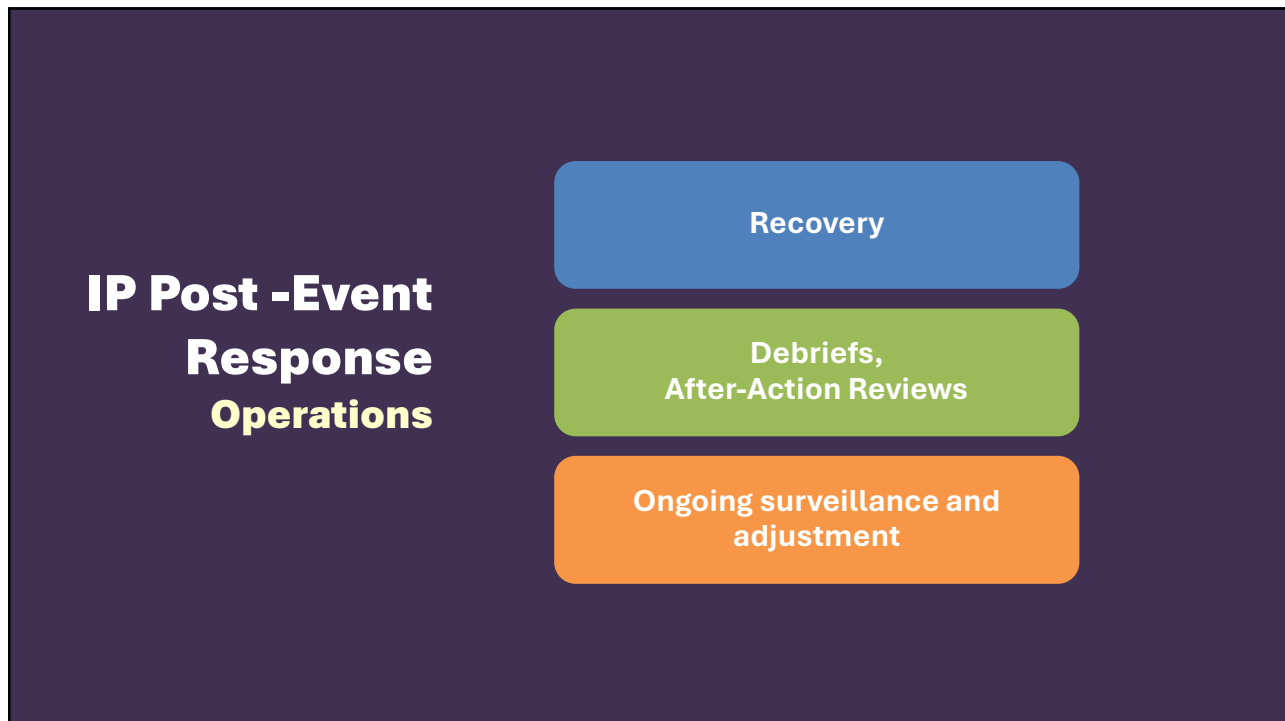 IP Post -Event
Response
Operations
Recovery
Debriefs,
After-Action Reviews
Ongoing surveillance and
adjustment